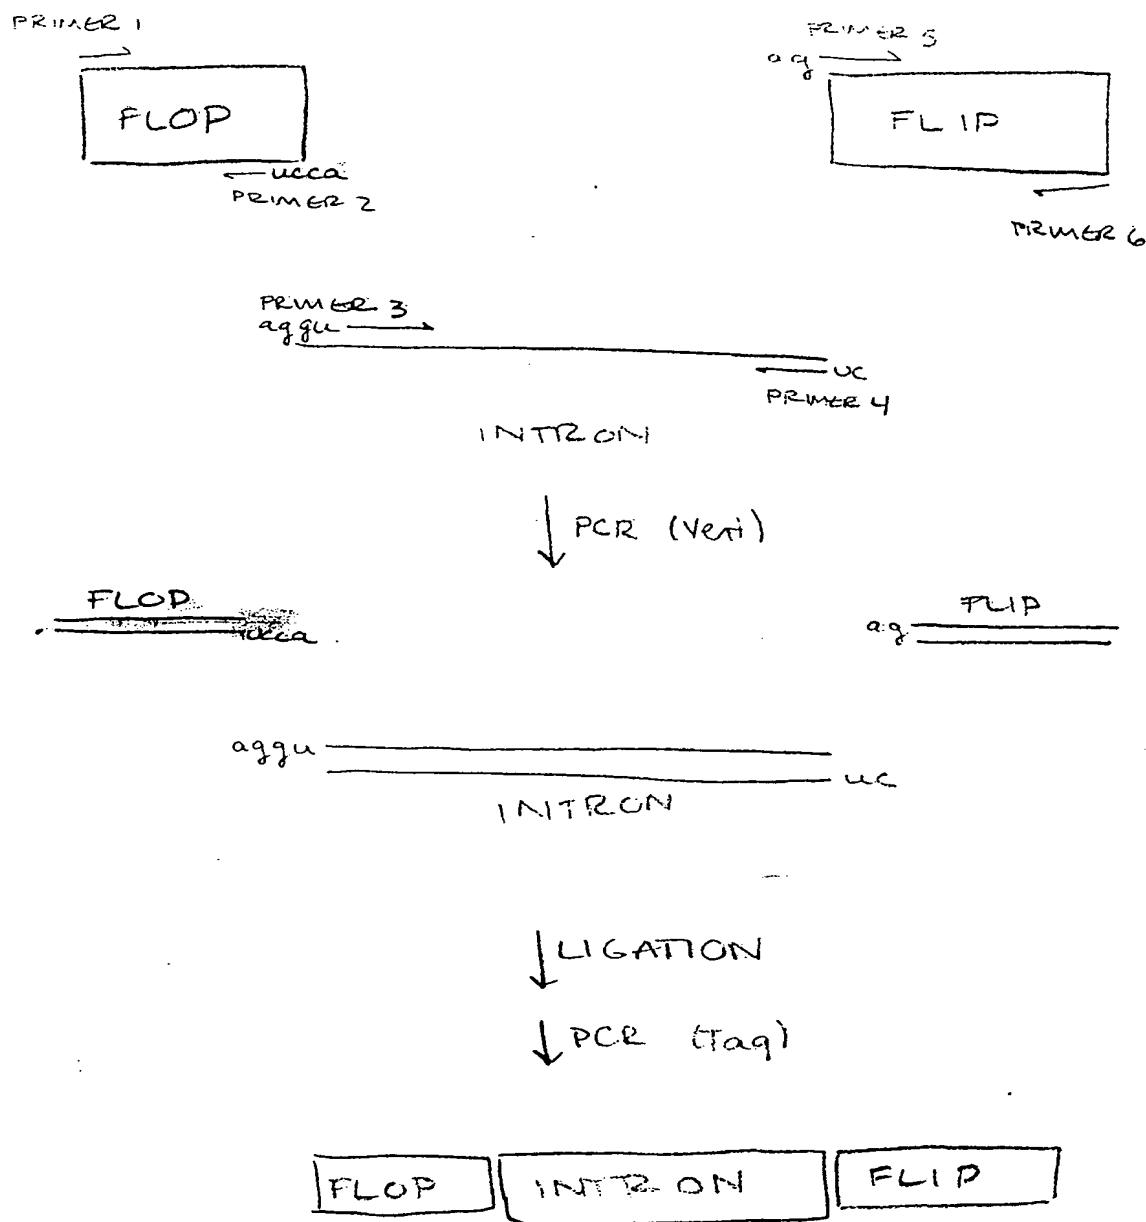 PRIMER 1
FLOP
ucca
PRIMER 2
PRIMER 5
ag
FLIP
PRIMER 6
PRIMER 3
aggu
uc
PRIMER 4
INTRON
PCR (Vent)
FLOP
ucca
FLIP
ag
aggu
uc
INTRON
LIGATION
PCR (Taq)
FLOP INTRON FLIP